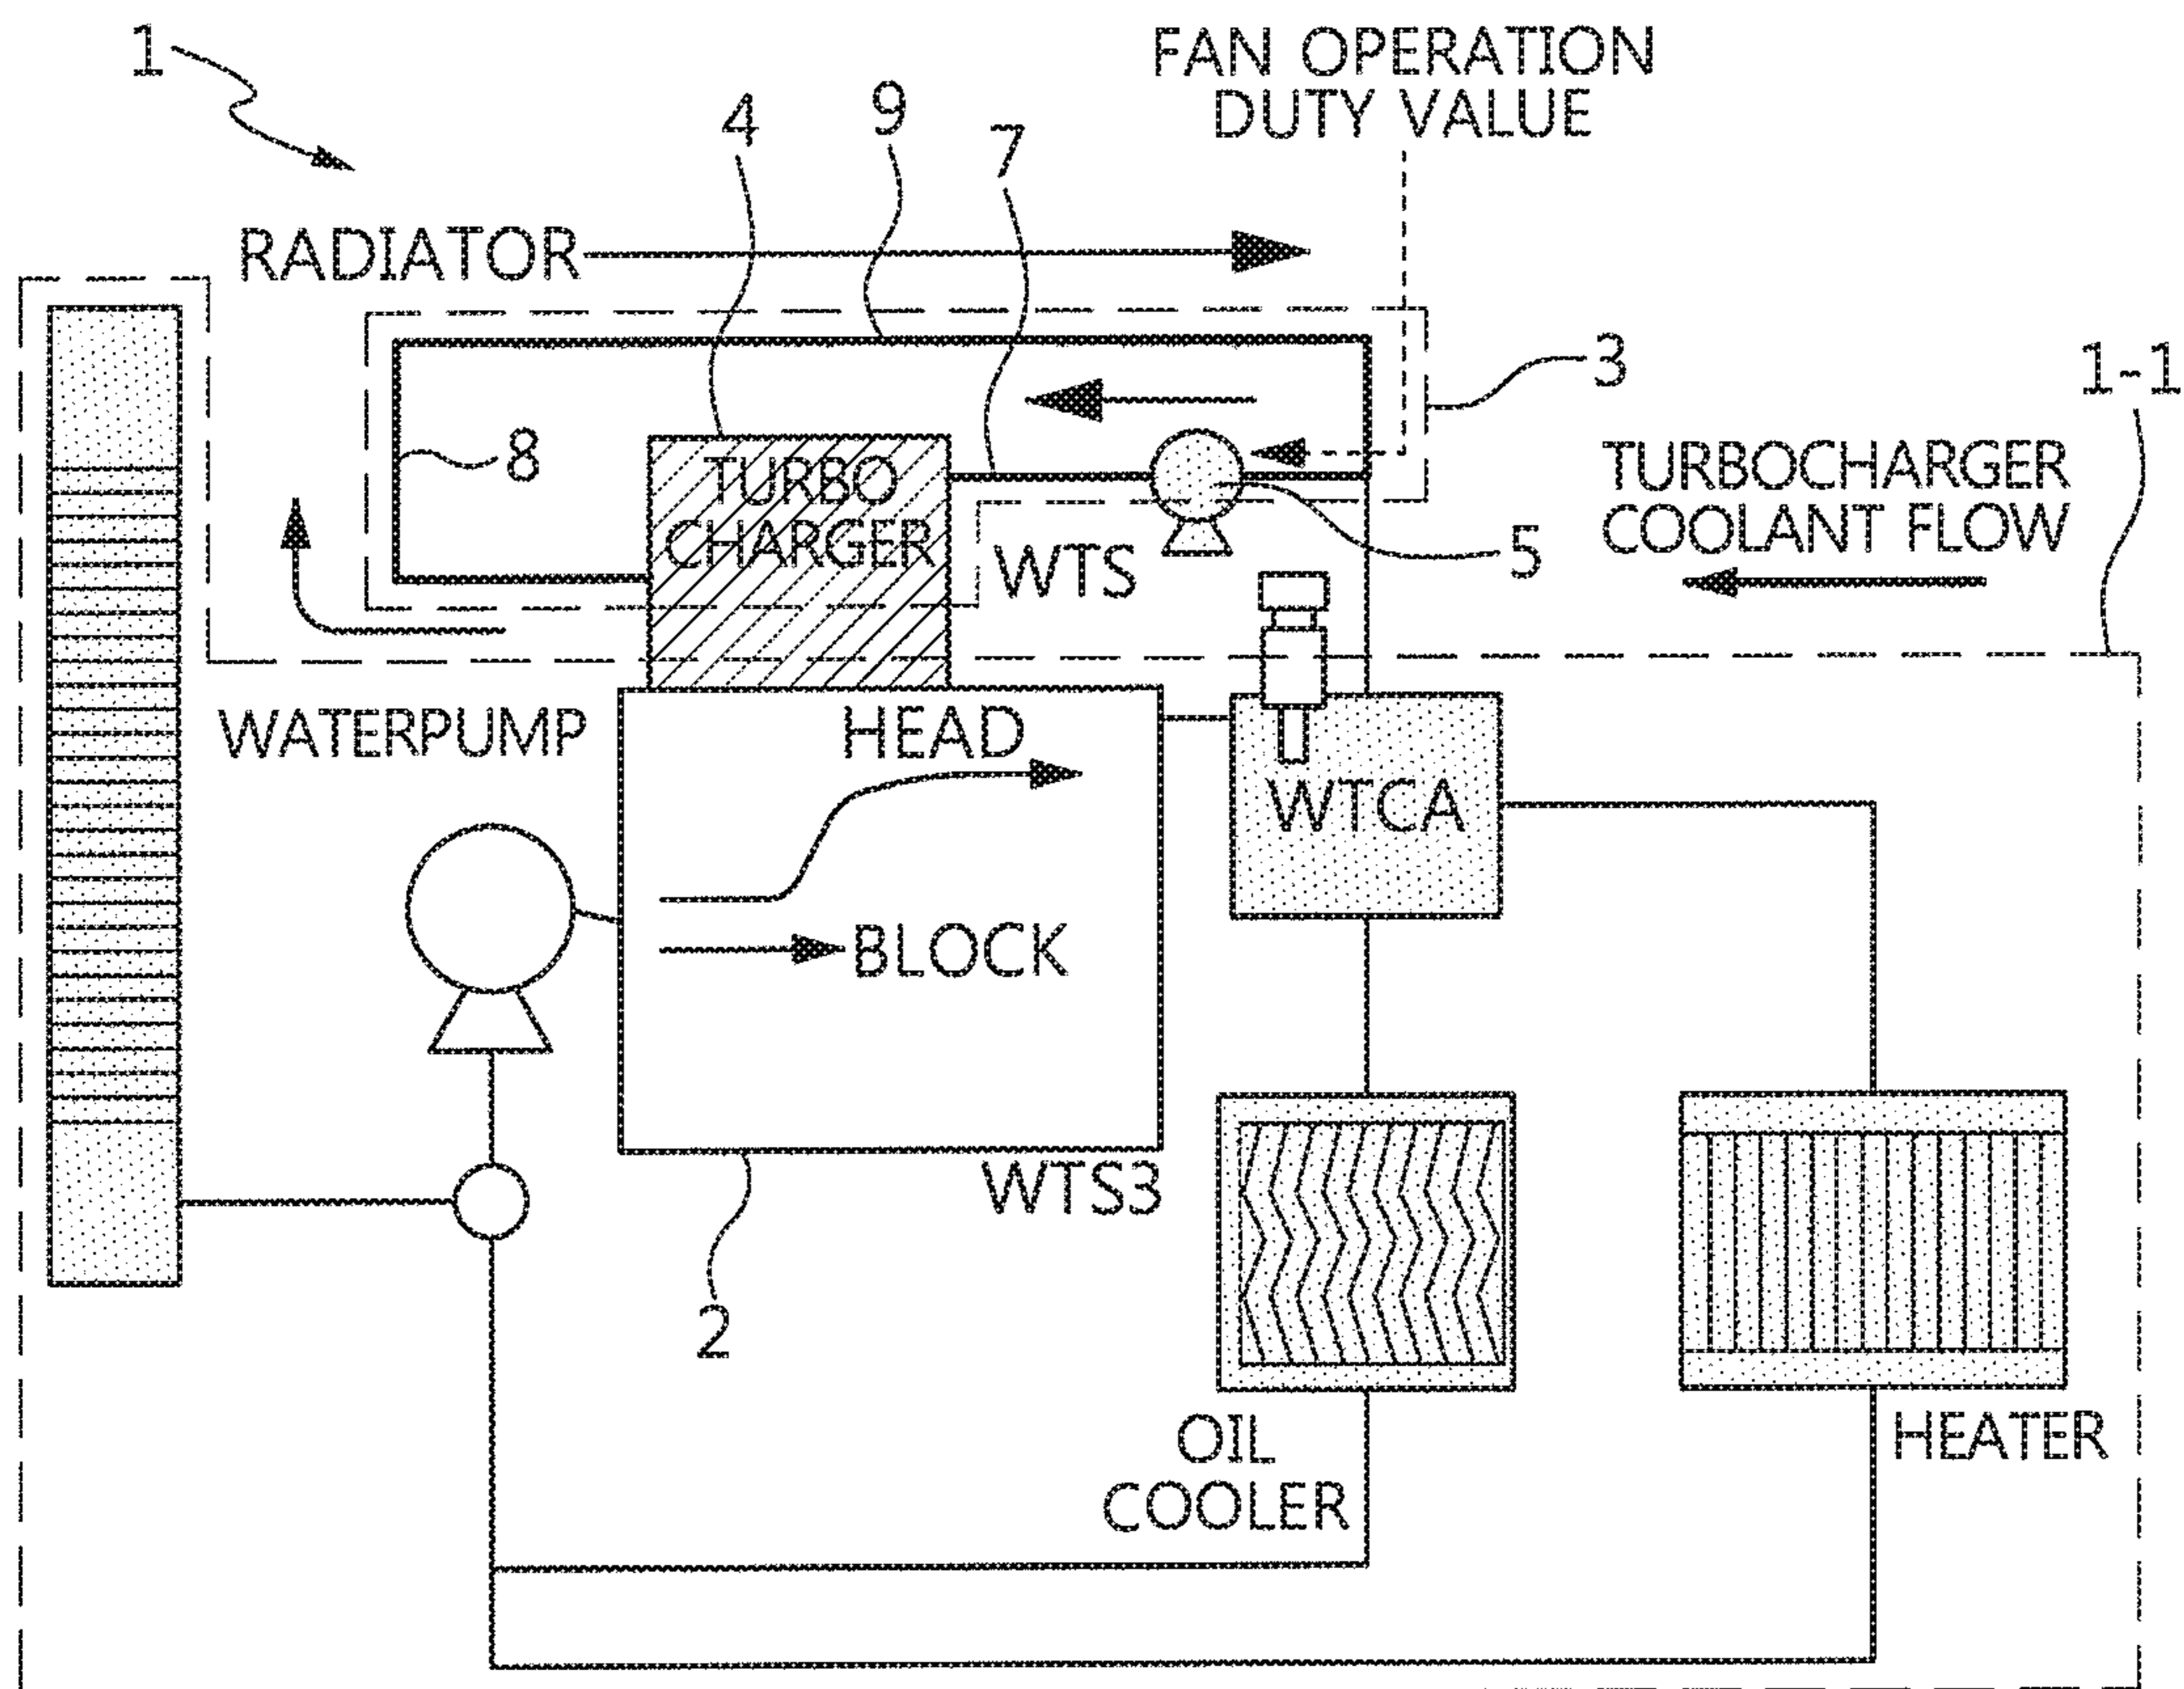 1
FAN OPERATION
DUTY VALUE
4
9
7
RADIATOR
3
1-1
8
TURBO
CHARGER
TURBOCHARGER
COOLANT FLOW
WTS
5
WATERPUMP
HEAD
WTCA
BLOCK
WTS3
2
OIL
COOLER
HEATER